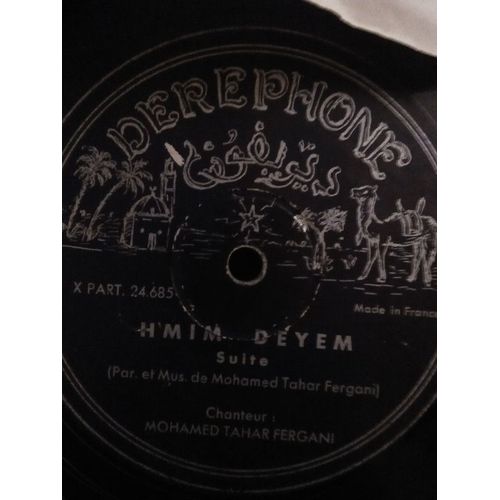 DEREPHONE
ديريفون
X PART. 24.685
Made in France
H'MIM DEYEM
Suite
(Par. et Mus. de Mohamed Tahar Fergani)
Chanteur :
MOHAMED TAHAR FERGANI